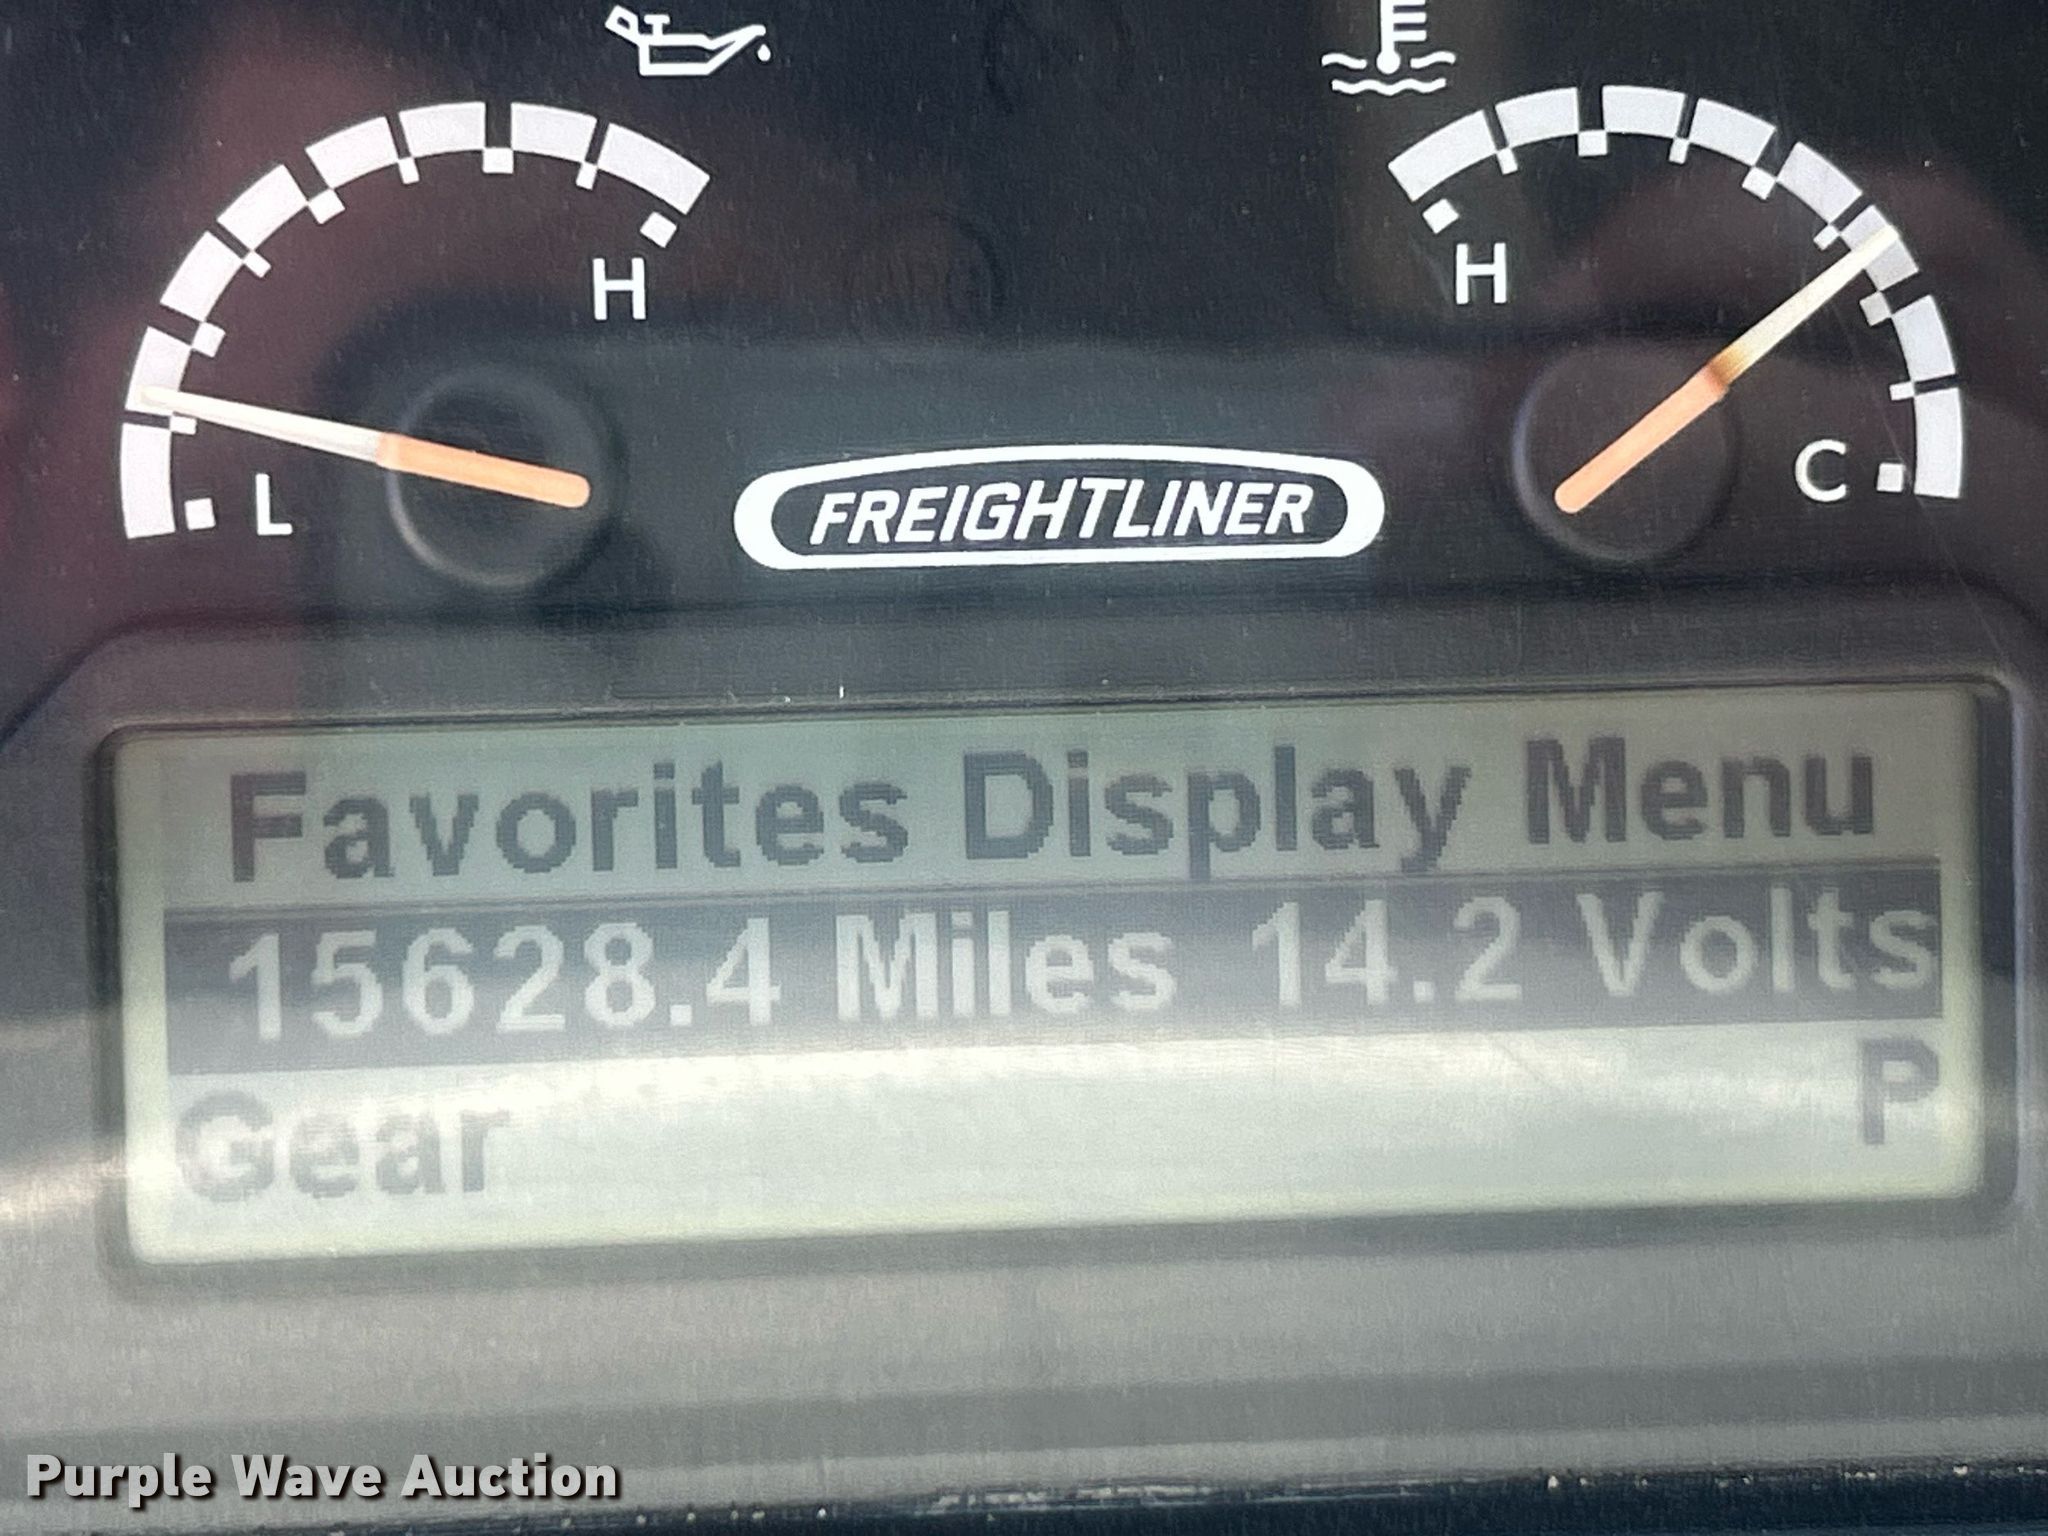 H
H
L
C
FREIGHTLINER
Favorites Display Menu
15628.4 Miles 14.2 Volts
Gear P
Purple Wave Auction